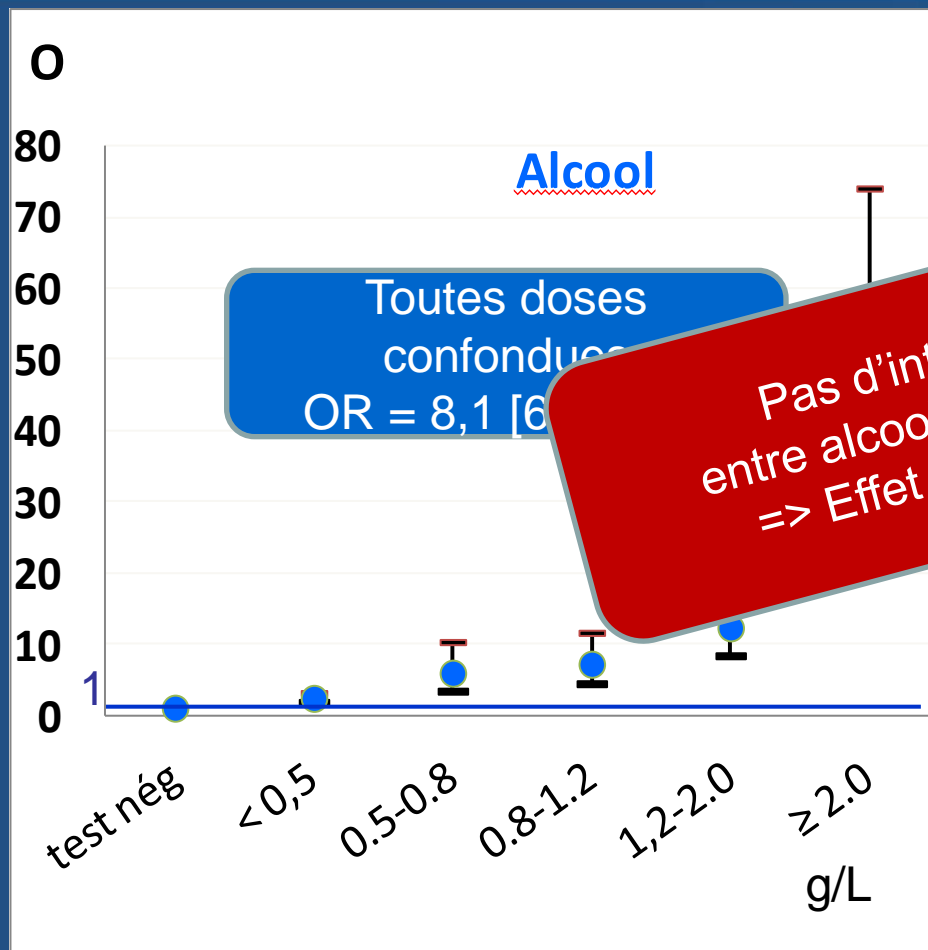 O
80
70
60
50
40
30
20
10
1
0
Alcool
Toutes doses
OR = 8,1 [6
Pas d’int
entre alcoo
=> Effet
test nég
<0,5
0.5-0.8
0.8-1.2
1,2-2.0
≥ 2.0
g/L